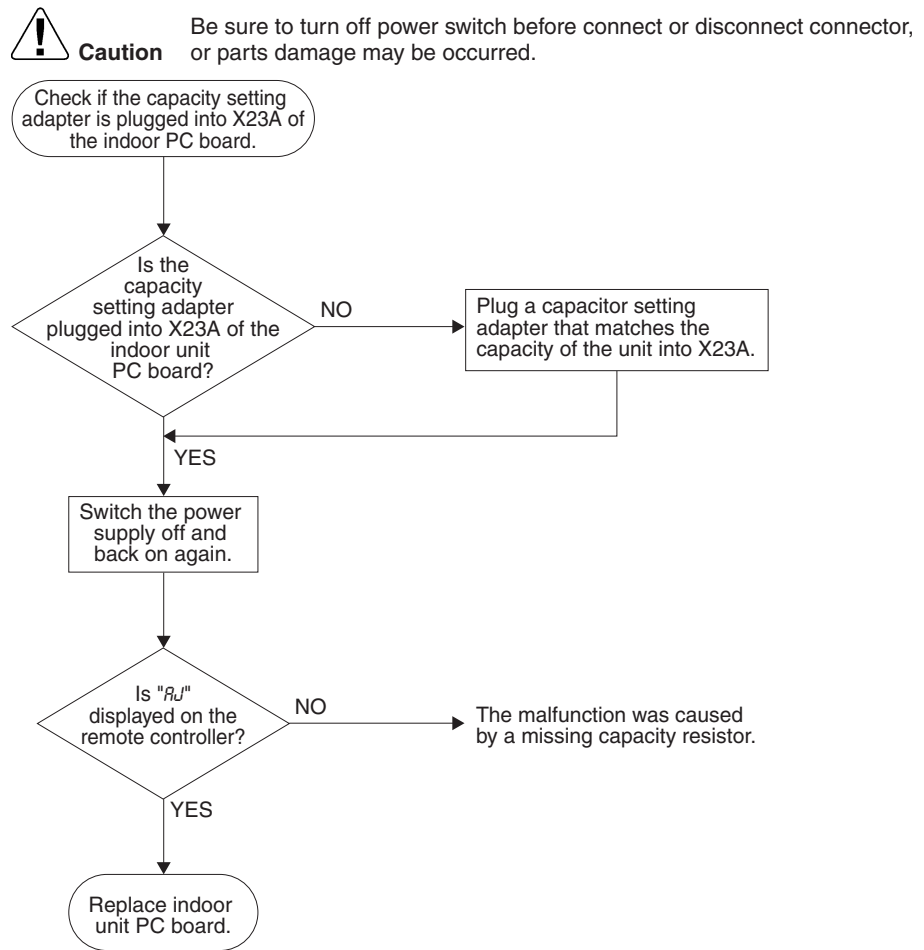 Caution
Be sure to turn off power switch before connect or disconnect connector,
or parts damage may be occurred.
Check if the capacity setting
adapter is plugged into X23A of
the indoor PC board.
Is the
capacity
setting adapter
plugged into X23A of the
indoor unit
PC board?
NO
Plug a capacitor setting
adapter that matches the
capacity of the unit into X23A.
YES
Switch the power
supply off and
back on again.
Is "AJ"
displayed on the
remote controller?
NO
The malfunction was caused
by a missing capacity resistor.
YES
Replace indoor
unit PC board.